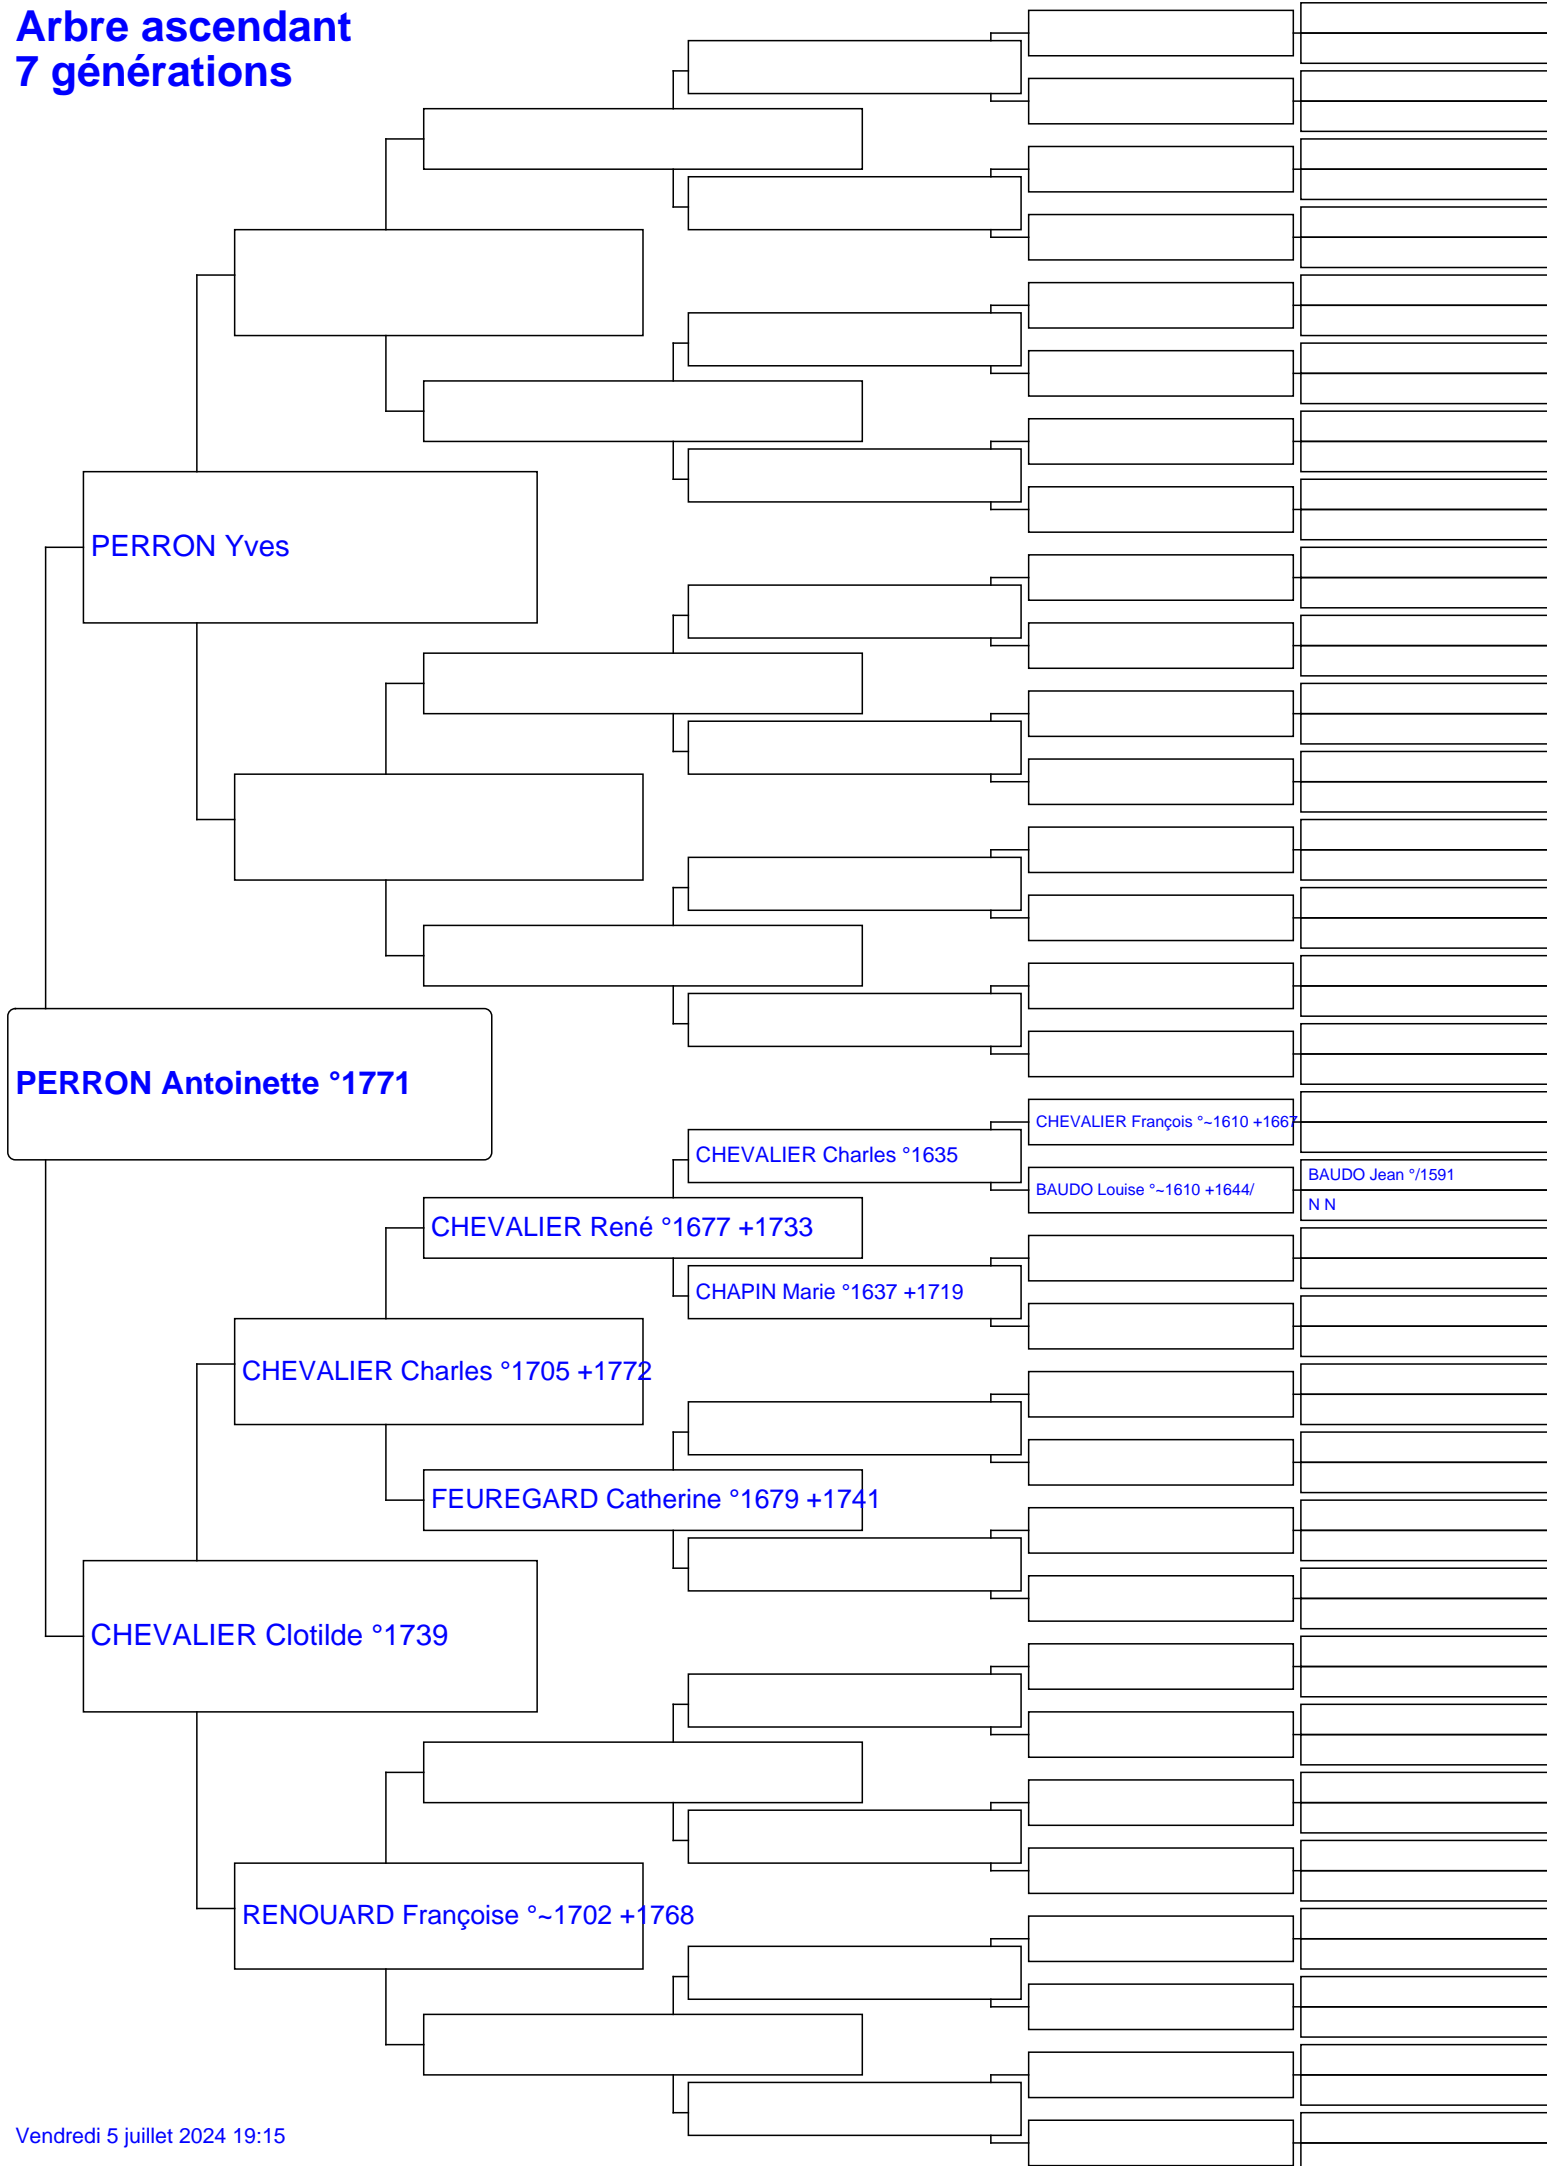 Arbre ascendant
7 générations
PERRON Yves
PERRON Antoinette °1771
CHEVALIER François °~1610 +1667
CHEVALIER Charles °1635
BAUDO Jean °/1591
BAUDO Louise °~1610 +1644/
N N
CHEVALIER René °1677 +1733
CHAPIN Marie °1637 +1719
CHEVALIER Charles °1705 +1772
FEUREGARD Catherine °1679 +1741
CHEVALIER Clotilde °1739
RENOUARD Françoise °~1702 +1768
Vendredi 5 juillet 2024 19:15